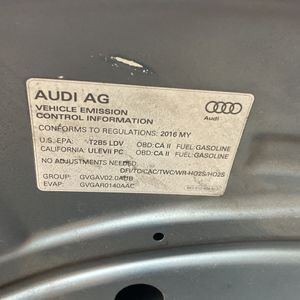 AUDI AG
VEHICLE EMISSION
CONTROL INFORMATION
Audi
CONFORMS TO REGULATIONS: 2016 MY
U.S. EPA: T2B5 LDV OBD: CA II FUEL: GASOLINE
CALIFORNIA: ULEVII PC OBD: CA II FUEL: GASOLINE
NO ADJUSTMENTS NEEDED.
DFI/TC/CAC/TWC/WR-HO2S/HO2S
GROUP: GVGAV02.0AUB
EVAP: GVGAR0140AAC